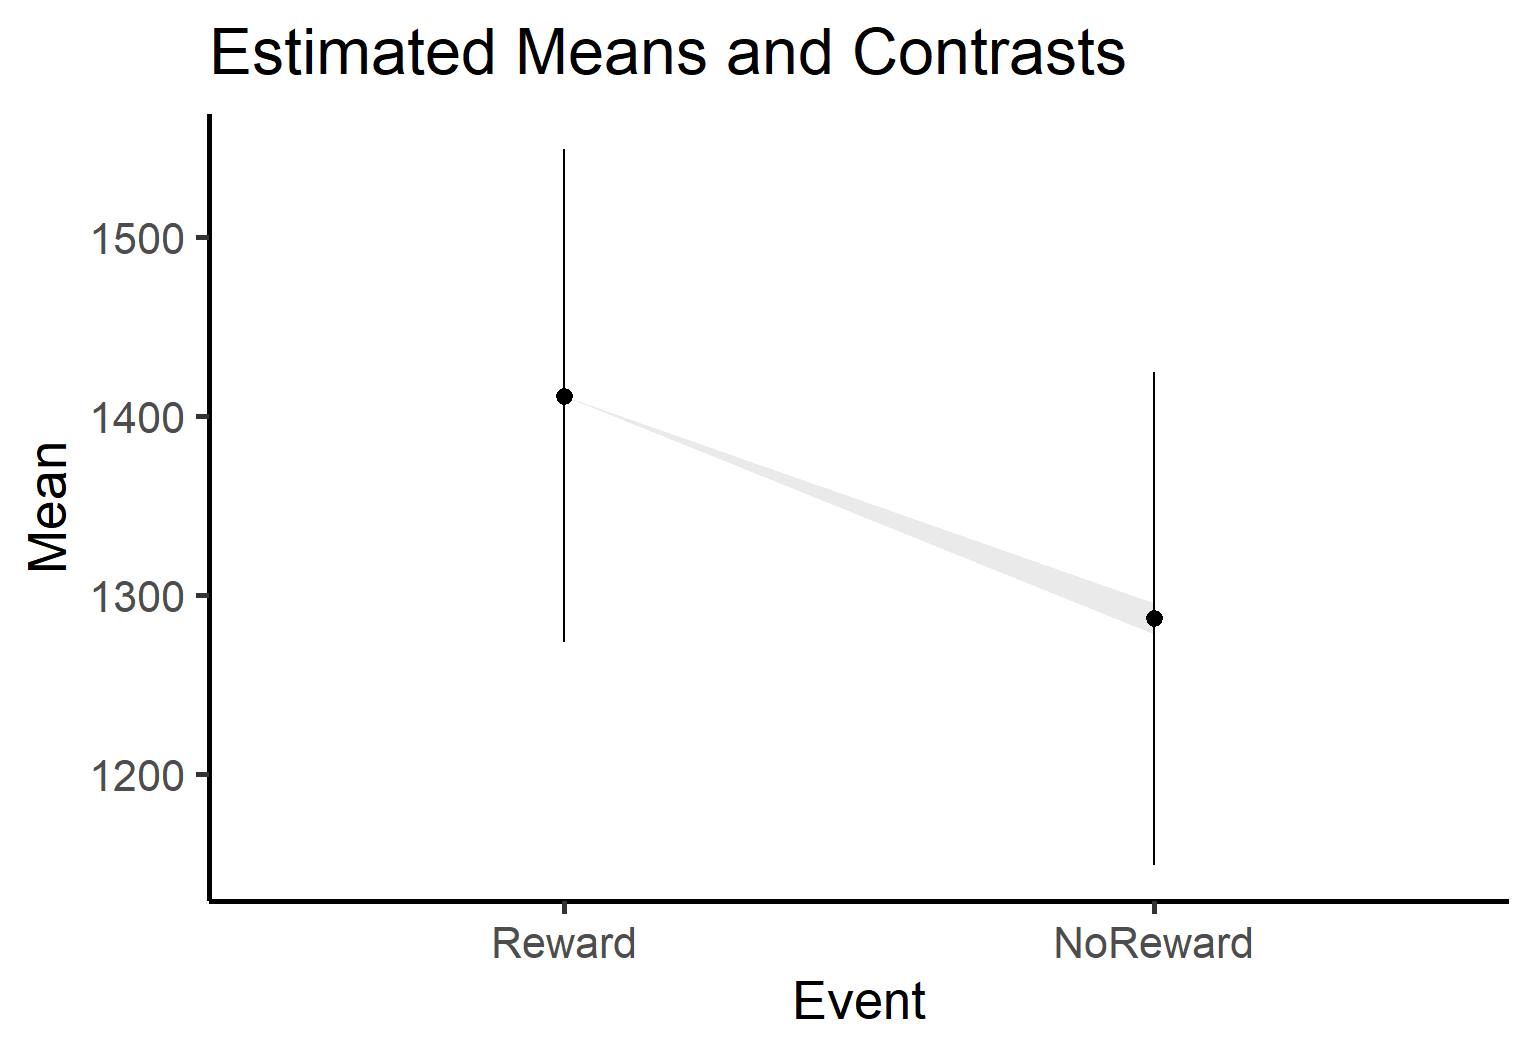 Estimated Means and Contrasts
1500
1400
1300
1200
Mean
Reward NoReward
Event